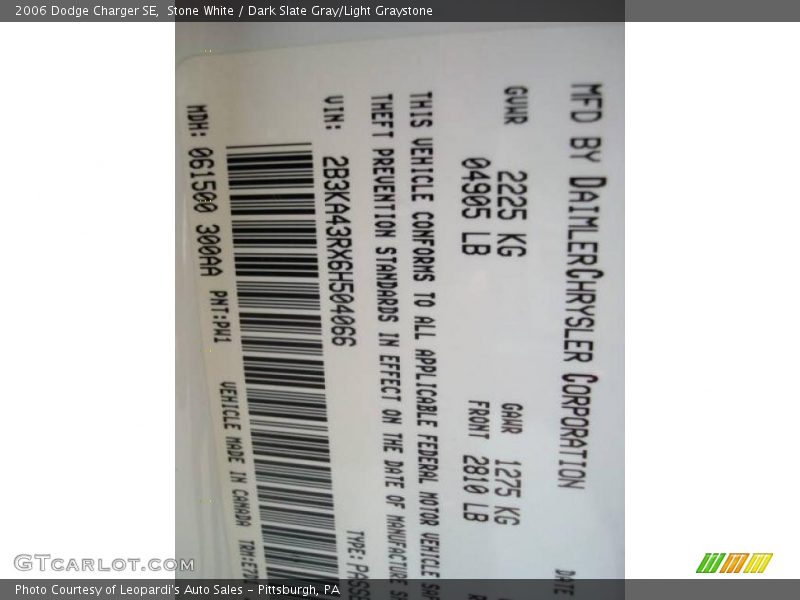 2006 Dodge Charger SE, Stone White / Dark Slate Gray/Light Graystone
MFD BY DAIMLERCHRYSLER CORPORATION DATE
GVWR 2225 KG GAWR 1275 KG
04905 LB FRONT 2810 LB
THIS VEHICLE CONFORMS TO ALL APPLICABLE FEDERAL MOTOR VEHICLE
THEFT PREVENTION STANDARDS IN EFFECT ON THE DATE OF MANUFACTURE
VIN: 2B3KA43RX6H504066 TYPE:
MDH: 061500 300AA PNT:PW1 VEHICLE MADE IN CANADA
GTCARLOT.COM
Photo Courtesy of Leopardi's Auto Sales – Pittsburgh, PA